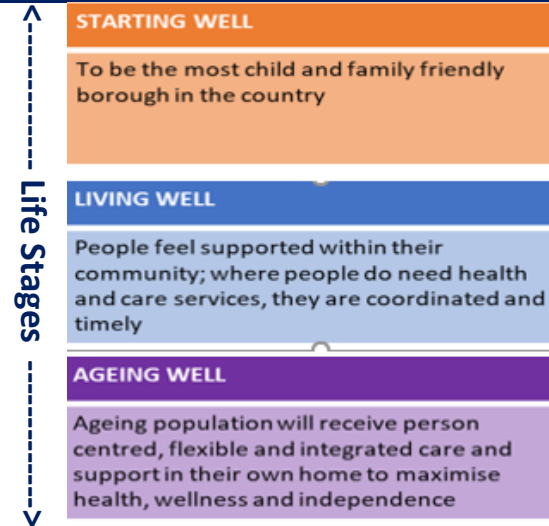 <---------- Life Stages ---------->
STARTING WELL
To be the most child and family friendly
borough in the country
LIVING WELL
People feel supported within their
community; where people do need health
and care services, they are coordinated and
timely
AGEING WELL
Ageing population will receive person
centred, flexible and integrated care and
support in their own home to maximise
health, wellness and independence